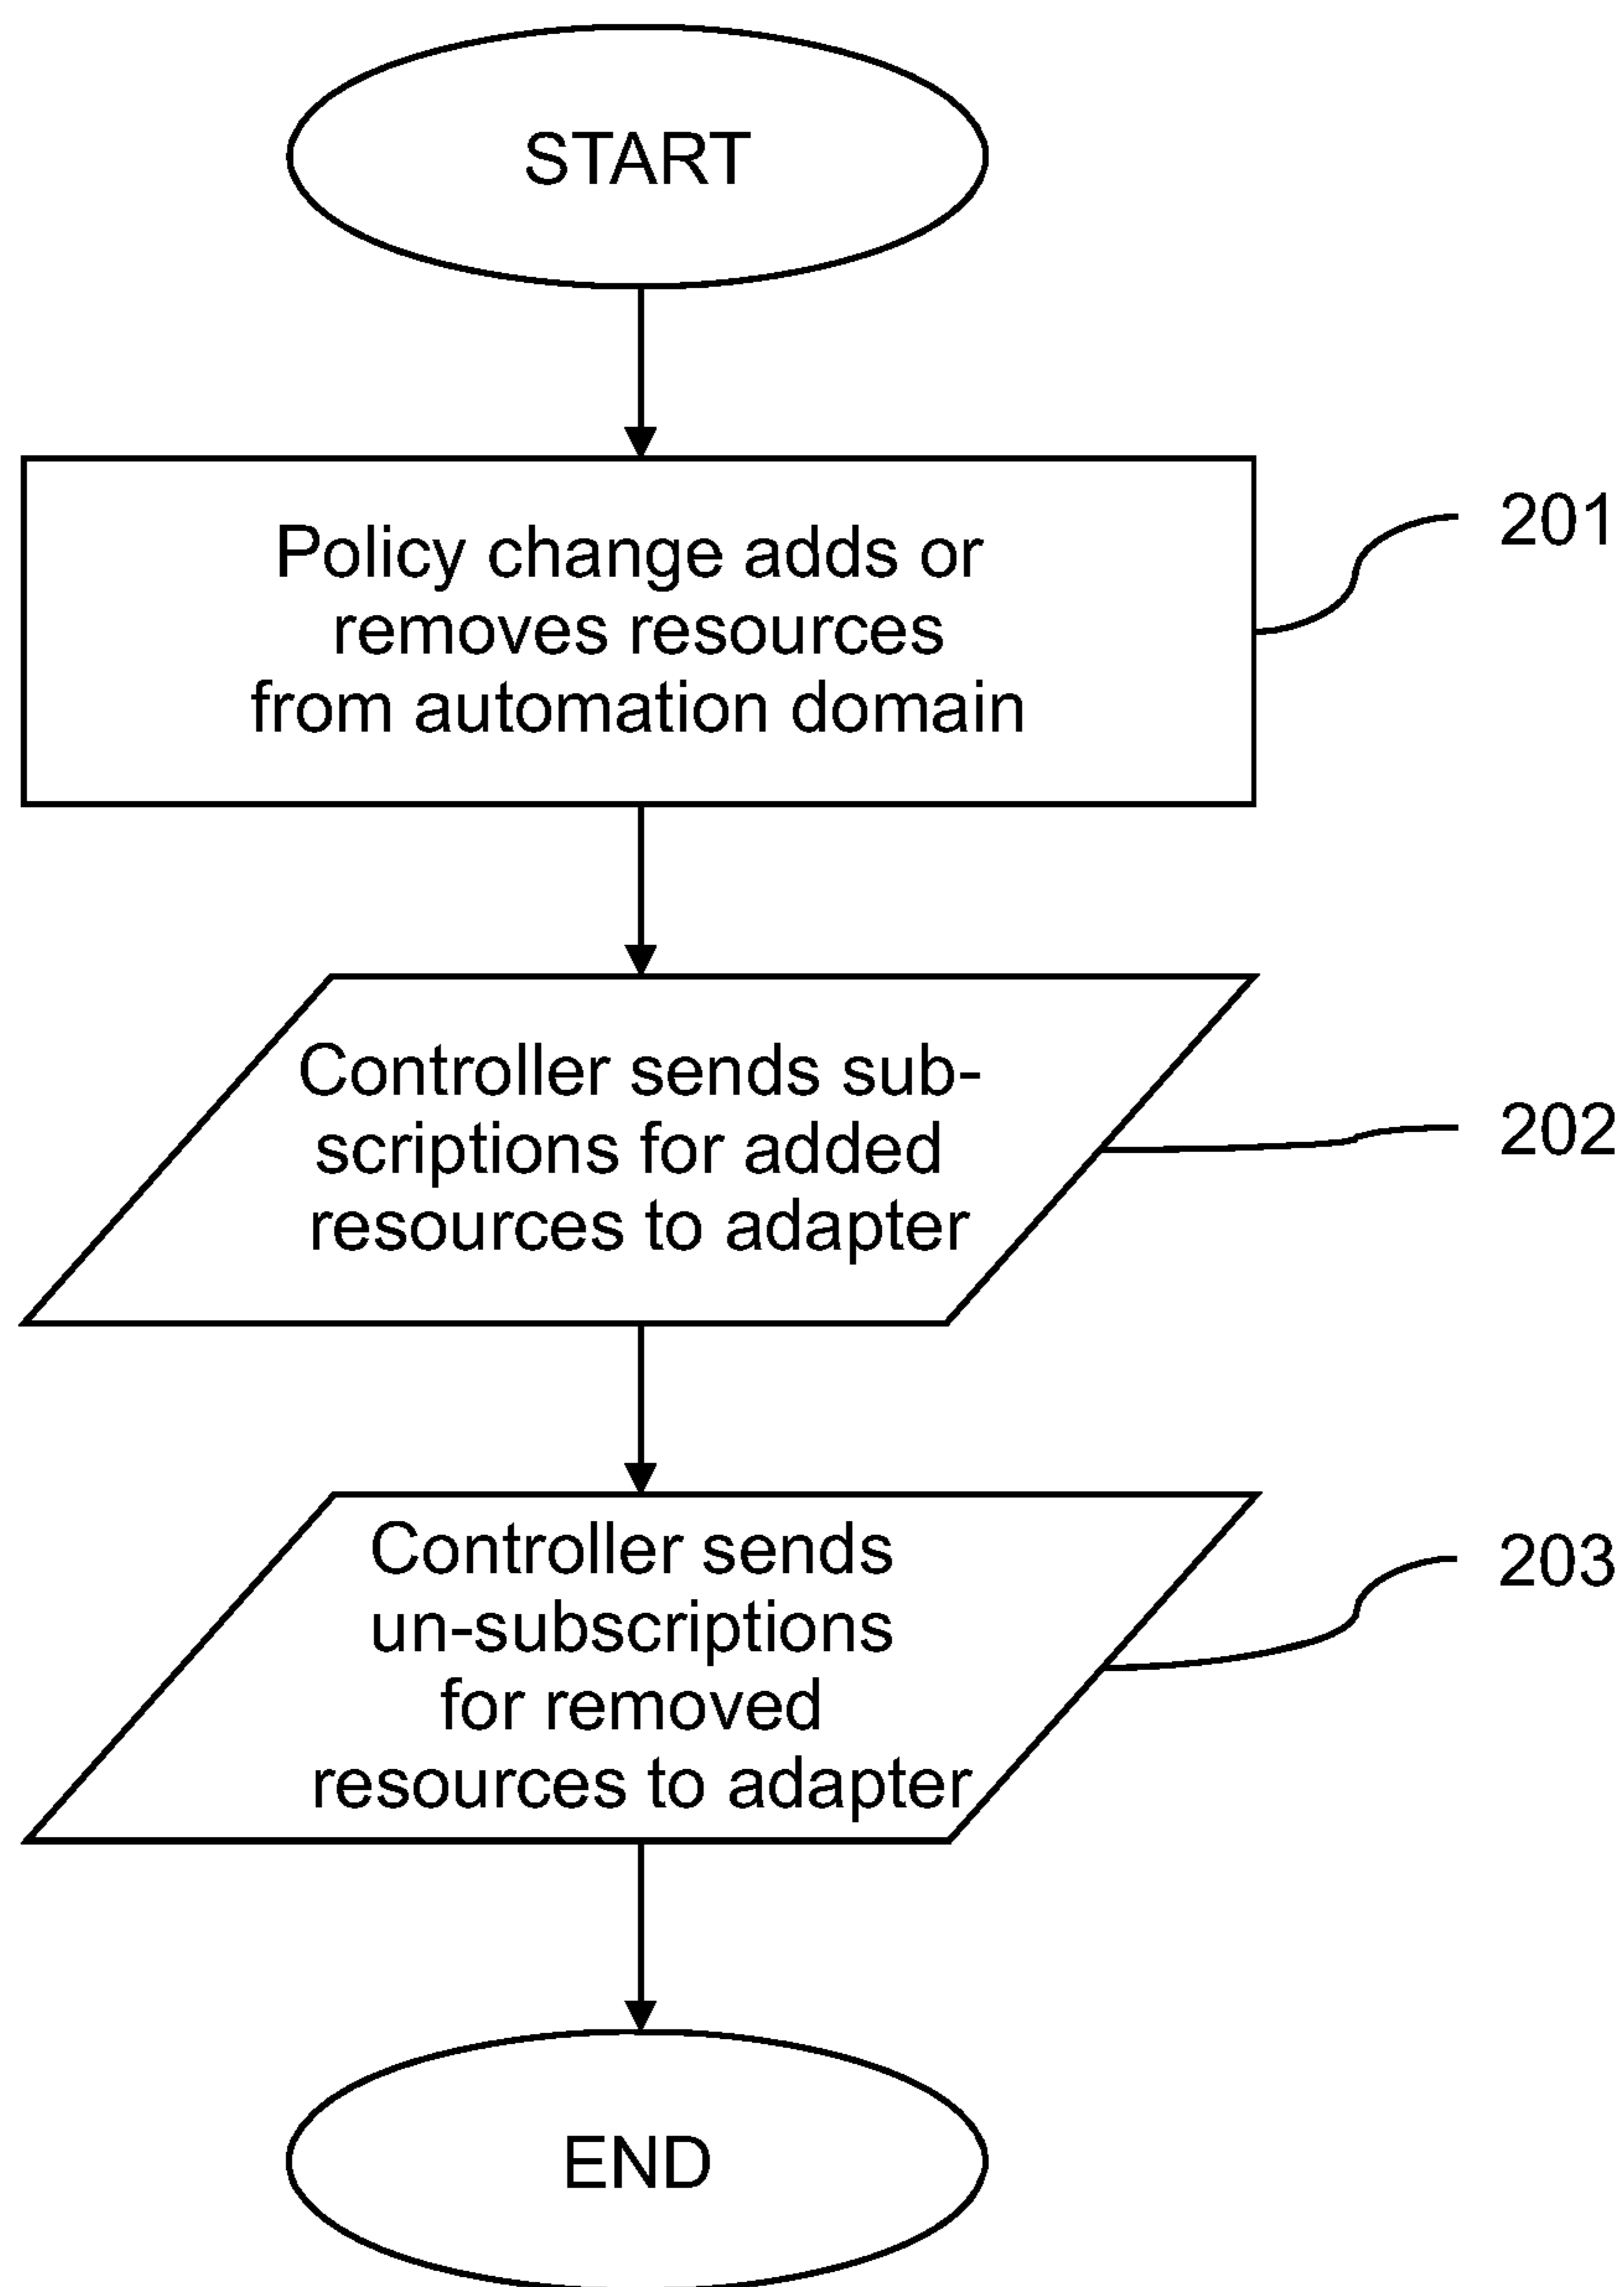 START
Policy change adds or
removes resources
from automation domain
201
Controller sends sub-
scriptions for added
resources to adapter
202
Controller sends
un-subscriptions
for removed
resources to adapter
203
END